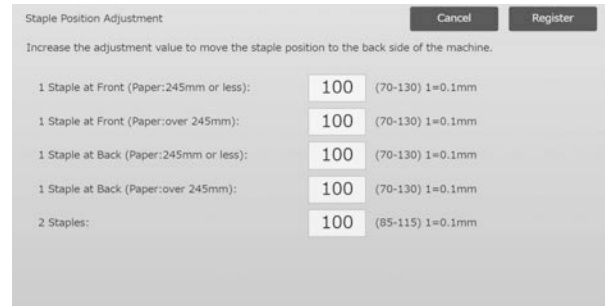 Staple Position Adjustment Cancel Register
Increase the adjustment value to move the staple position to the back side of the machine.
1 Staple at Front (Paper:245mm or less): 100 (70-130) 1=0.1mm
1 Staple at Front (Paper:over 245mm): 100 (70-130) 1=0.1mm
1 Staple at Back (Paper:245mm or less): 100 (70-130) 1=0.1mm
1 Staple at Back (Paper:over 245mm): 100 (70-130) 1=0.1mm
2 Staples: 100 (85-115) 1=0.1mm